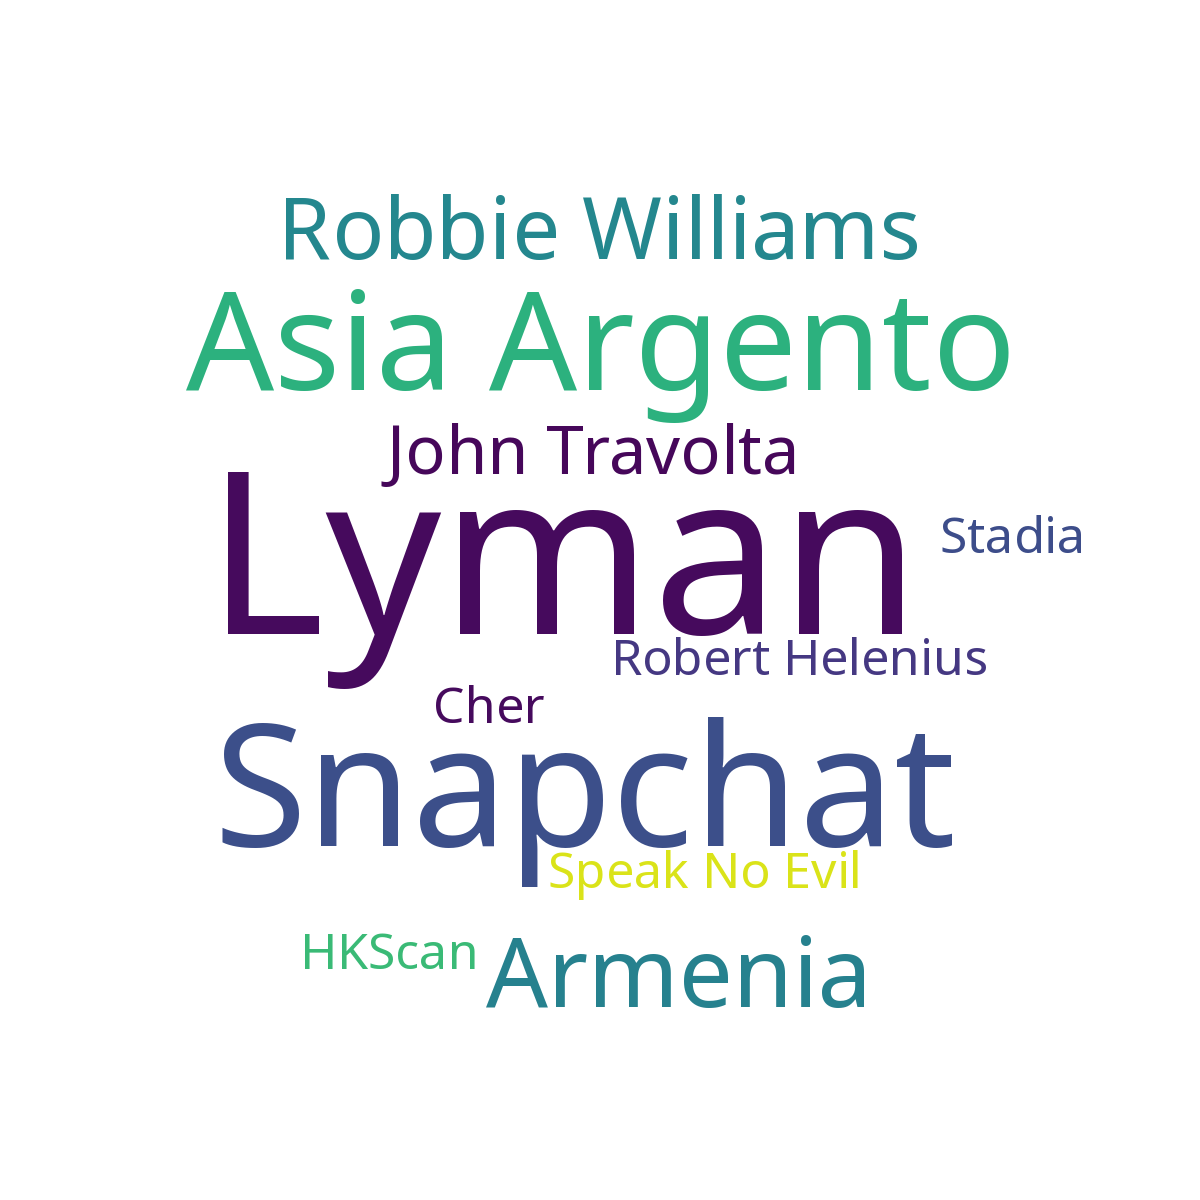 Robbie Williams
Asia Argento
John Travolta
Lyman
Stadia
Robert Helenius
Cher
Snapchat
Speak No Evil
HKScan
Armenia